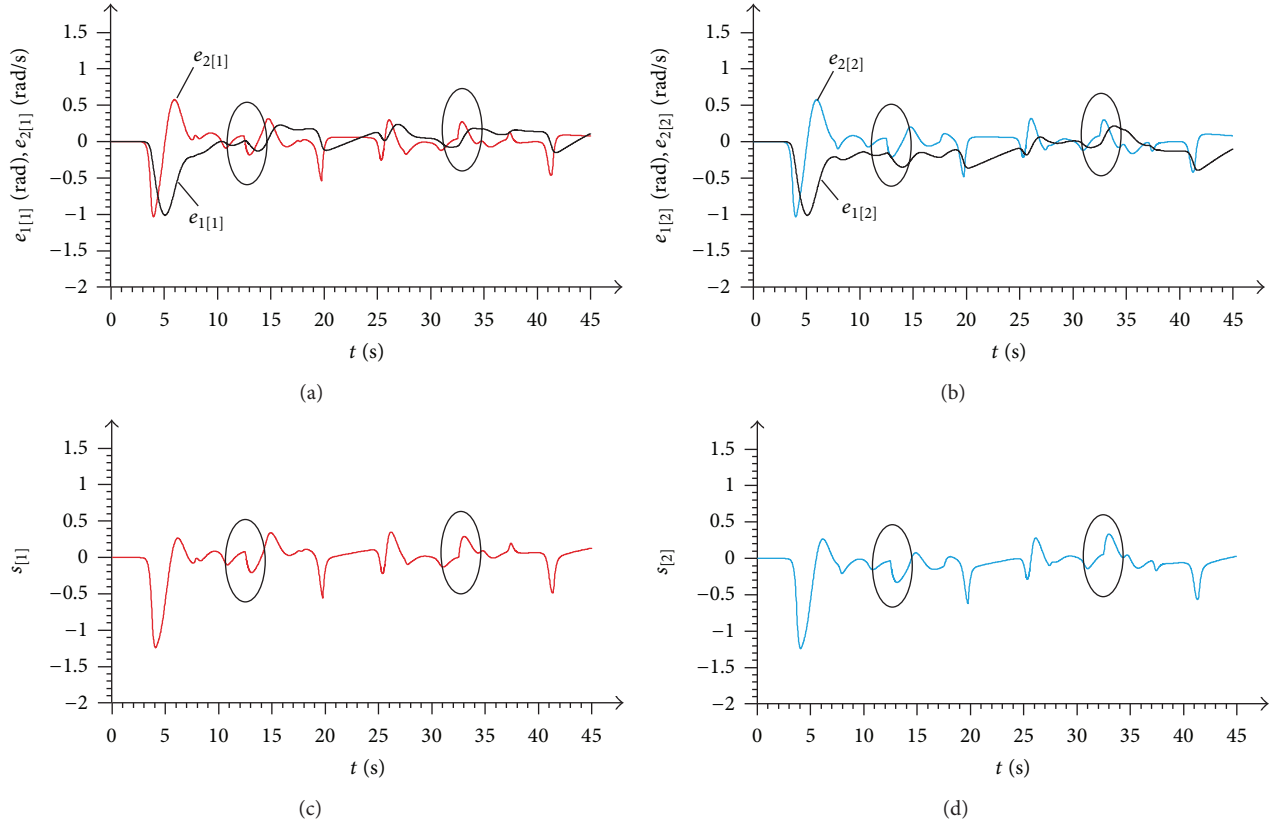 e1[1] (rad), e2[1] (rad/s)
1.5
1
0.5
0
−0.5
−1
−1.5
−2
e2[1]
e1[1]
0 5 10 15 20 25 30 35 40 45
t (s)
(a)
e1[2] (rad), e2[2] (rad/s)
1.5
1
0.5
0
−0.5
−1
−1.5
−2
e2[2]
e1[2]
0 5 10 15 20 25 30 35 40 45
t (s)
(b)
s[1]
1.5
1
0.5
0
−0.5
−1
−1.5
−2
0 5 10 15 20 25 30 35 40 45
t (s)
(c)
s[2]
1.5
1
0.5
0
−0.5
−1
−1.5
−2
0 5 10 15 20 25 30 35 40 45
t (s)
(d)